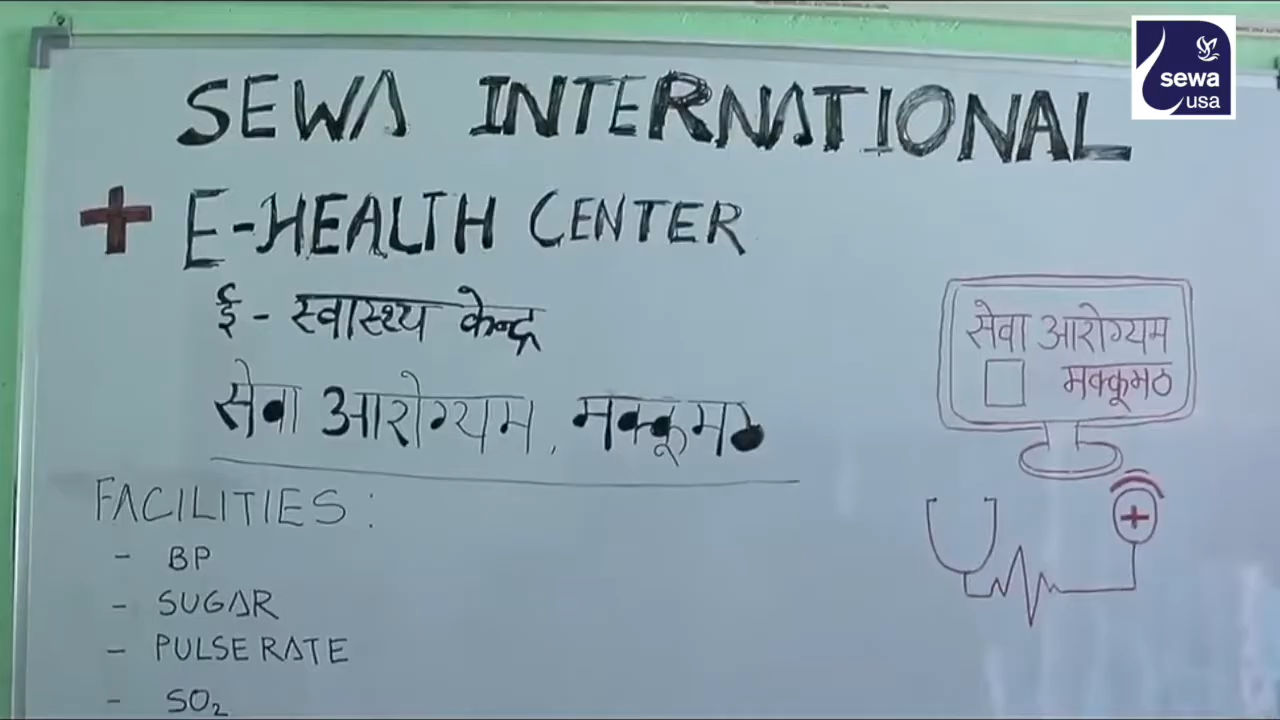 SEWA INTERNATIONAL
E-HEALTH CENTER
ई - स्वास्थ्य केन्द्र
सेवा आरोग्यम, मक्कूमठ
FACILITIES:
- BP
- SUGAR
- PULSE RATE
- SO₂
सेवा आरोग्यम
मक्कूमठ
sewa
usa